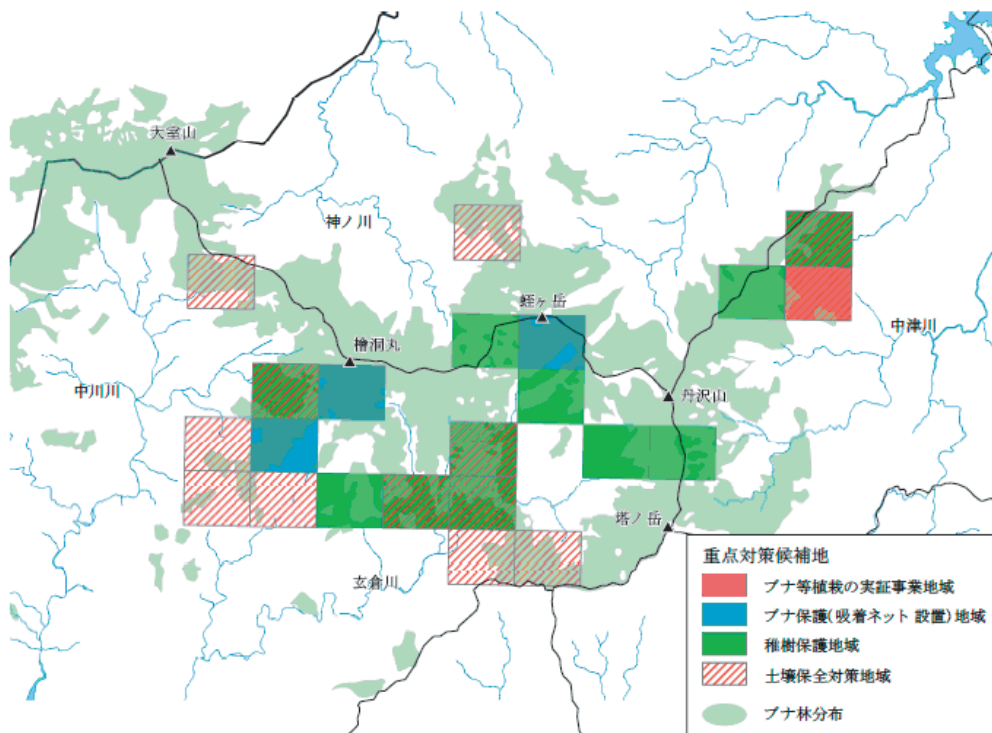 大室山
神ノ川
蛭ヶ岳
中津川
檜洞丸
中川川
丹沢山
塔ノ岳
玄倉川
重点対策候補地
ブナ等植栽の実証事業地域
ブナ保護(吸着ネット 設置)地域
稚樹保護地域
土壌保全対策地域
ブナ林分布